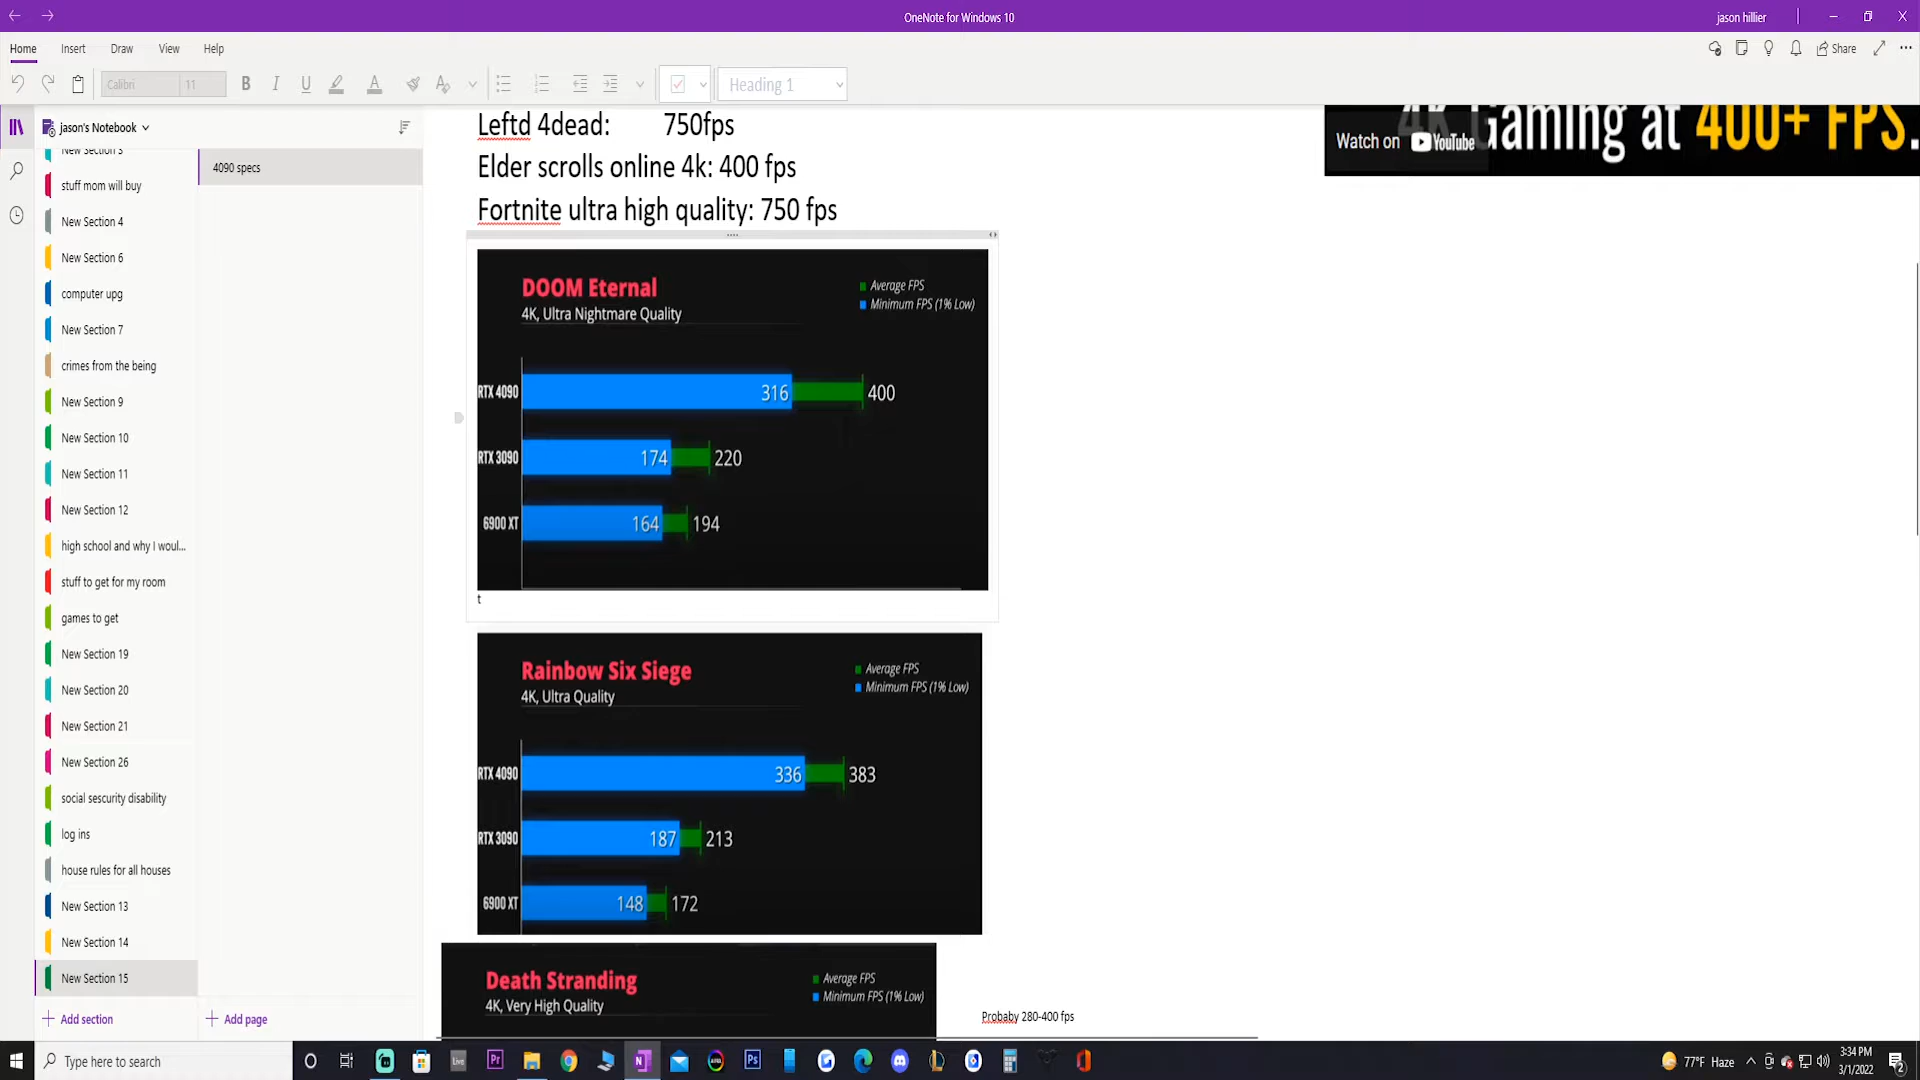 OneNote for Windows 10
jason hillier
Home
Insert
Draw
View
Help
Share
Calibri
11
B
I
U
A
Heading 1
jason's Notebook
New Section 3
stuff mom will buy
New Section 4
New Section 6
computer upg
New Section 7
crimes from the being
New Section 9
New Section 10
New Section 11
New Section 12
high school and why I woul...
stuff to get for my room
games to get
New Section 19
New Section 20
New Section 21
New Section 26
social sescurity disability
log ins
house rules for all houses
New Section 13
New Section 14
New Section 15
Add section
4090 specs
Add page
Leftd 4dead: 750fps
Elder scrolls online 4k: 400 fps
Fortnite ultra high quality: 750 fps
4K Gaming at 400+ FPS.
Watch on YouTube
DOOM Eternal
4K, Ultra Nightmare Quality
Average FPS
Minimum FPS (1% Low)
RTX 4090 316 400
RTX 3090 174 220
6900 XT 164 194
t
Rainbow Six Siege
4K, Ultra Quality
Average FPS
Minimum FPS (1% Low)
RTX 4090 336 383
RTX 3090 187 213
6900 XT 148 172
Death Stranding
4K, Very High Quality
Average FPS
Minimum FPS (1% Low)
Probaby 280-400 fps
Type here to search
Live
Pr
N
Ps
77°F Haze
3:34 PM
3/1/2022
2